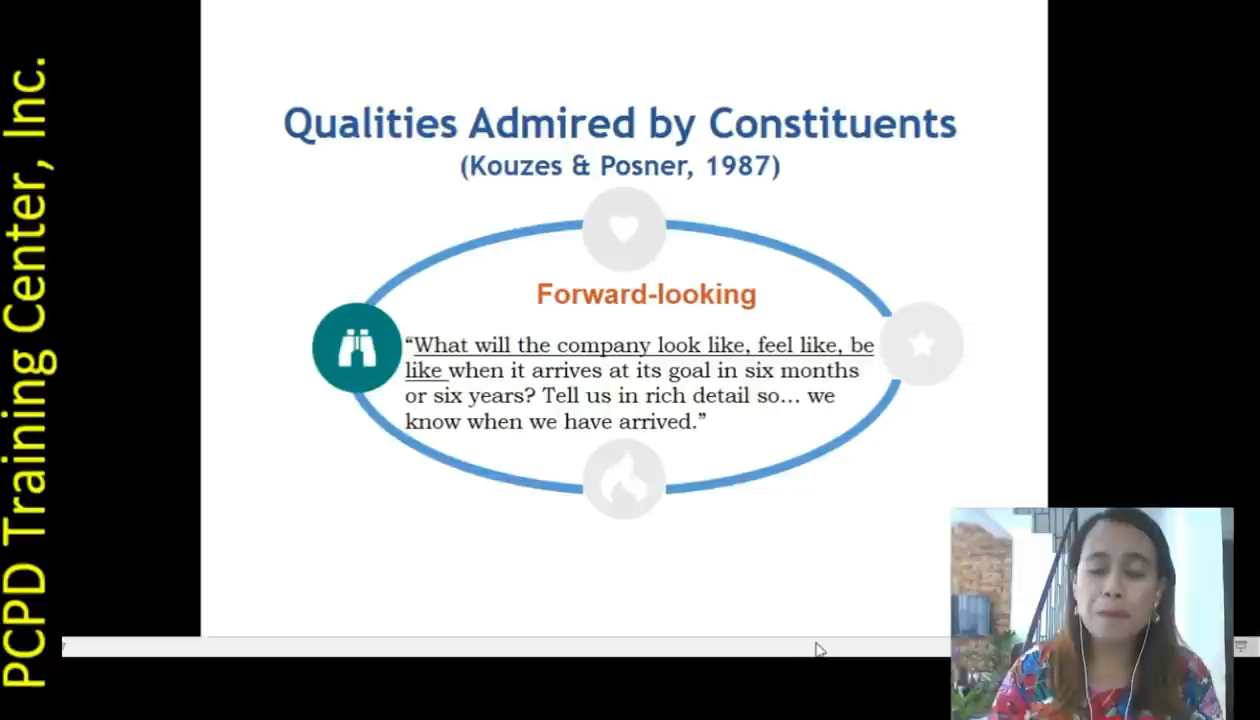 PCPD Training Center, Inc.
Qualities Admired by Constituents
(Kouzes & Posner, 1987)
Forward-looking
“What will the company look like, feel like, be
like when it arrives at its goal in six months
or six years? Tell us in rich detail so... we
know when we have arrived.”